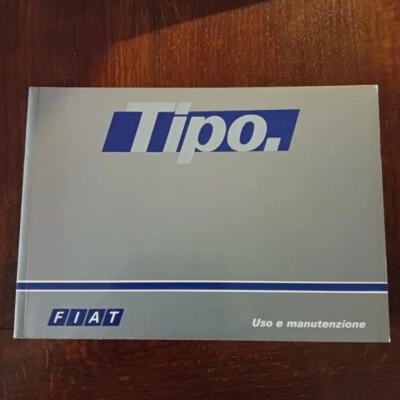 Tipo.
FIAT
Uso e manutenzione